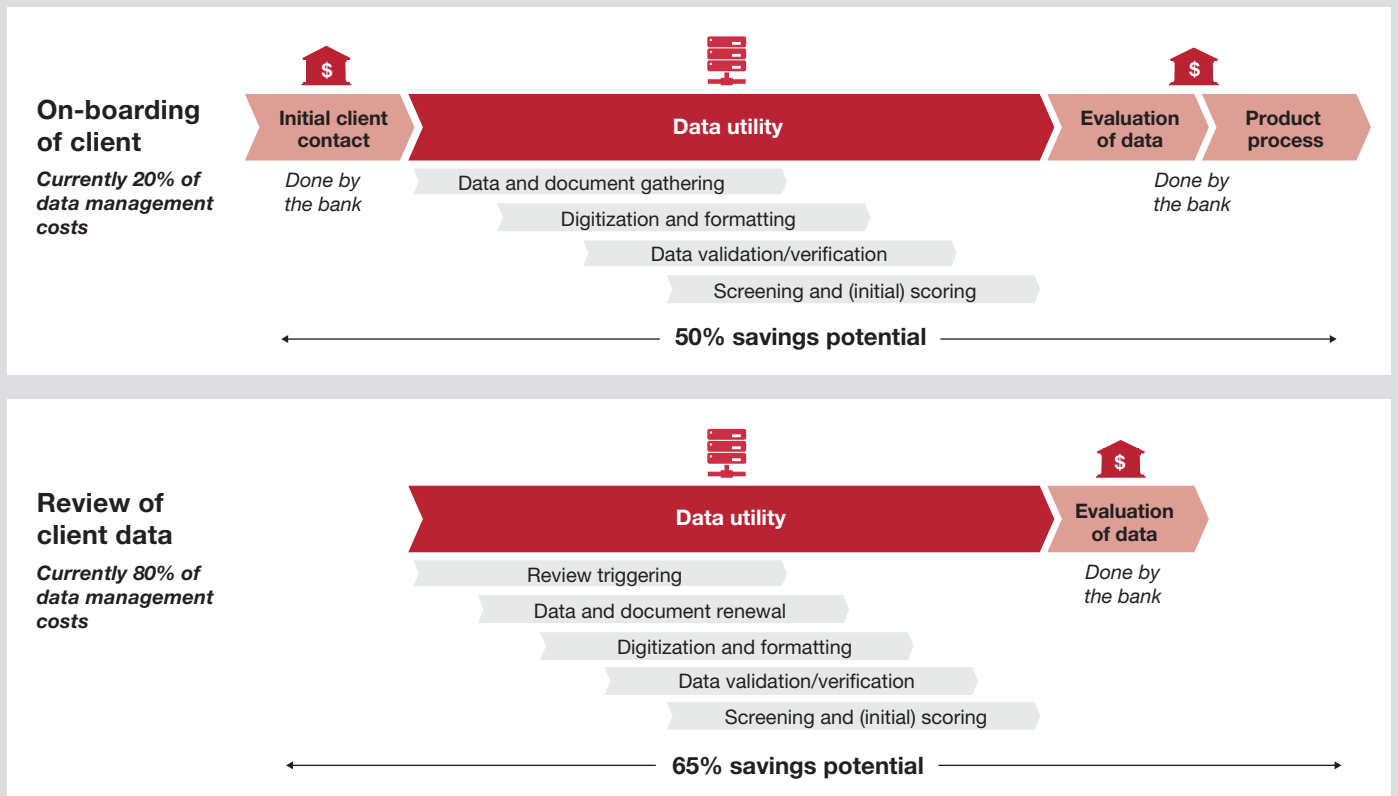 $
$
On-boarding
of client
Currently 20% of
data management
costs
Initial client
contact
Data utility
Evaluation
of data
Product
process
Done by
the bank
Done by
the bank
Data and document gathering
Digitization and formatting
Data validation/verification
Screening and (initial) scoring
50% savings potential
$
Review of
client data
Currently 80% of
data management
costs
Data utility
Evaluation
of data
Done by
the bank
Review triggering
Data and document renewal
Digitization and formatting
Data validation/verification
Screening and (initial) scoring
65% savings potential